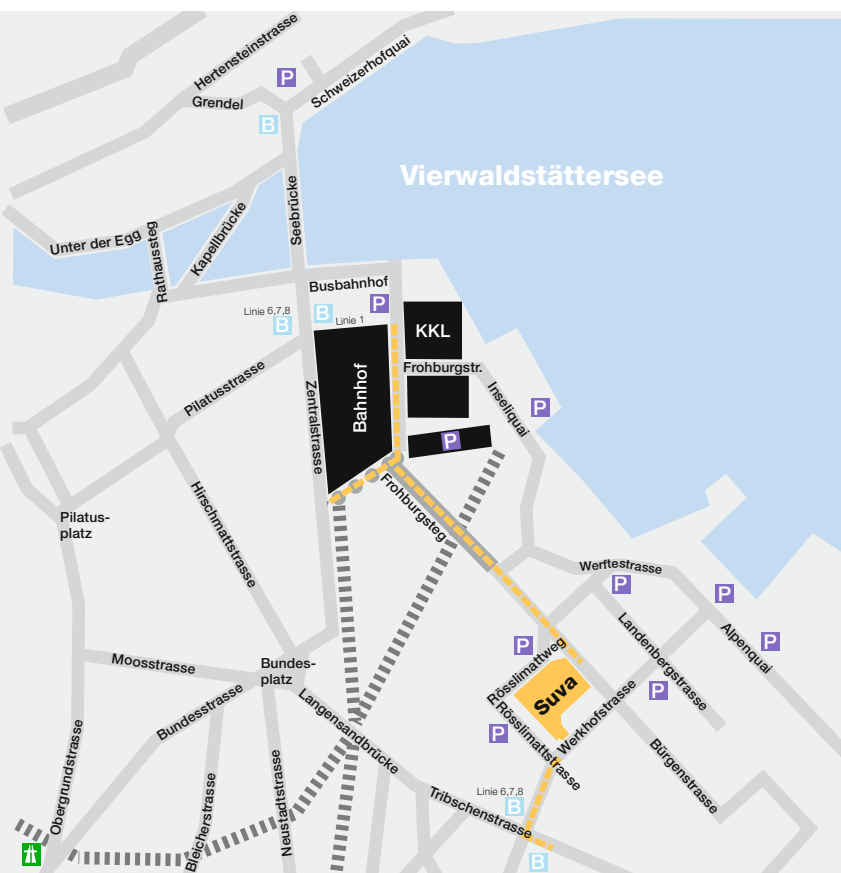 Hertensteinstrasse
P
Schweizerhofquai
Grendel
B
Vierwaldstättersee
Seebrücke
Kapellbrücke
Rathaussteg
Unter der Egg
Busbahnhof
P
Linie 6,7,8
B
B
Linie 1
KKL
Frohburgstr.
Bahnhof
Zentralstrasse
Pilatusstrasse
Inseliquai
P
P
Frohburgsteg
Hirschmattstrasse
Pilatus-
platz
Werftestrasse
P
P
Landenbergstrasse
Alpenquai
P
P
Rösslimattweg
Suva
P
Werkhofstrasse
Rösslimattstrasse
P
Bürgenstrasse
Moosstrasse
Bundes-
platz
Bundesstrasse
Langensandbrücke
Obergrundstrasse
Bleicherstrasse
Neustadtstrasse
Linie 6,7,8
B
Tribschenstrasse
B